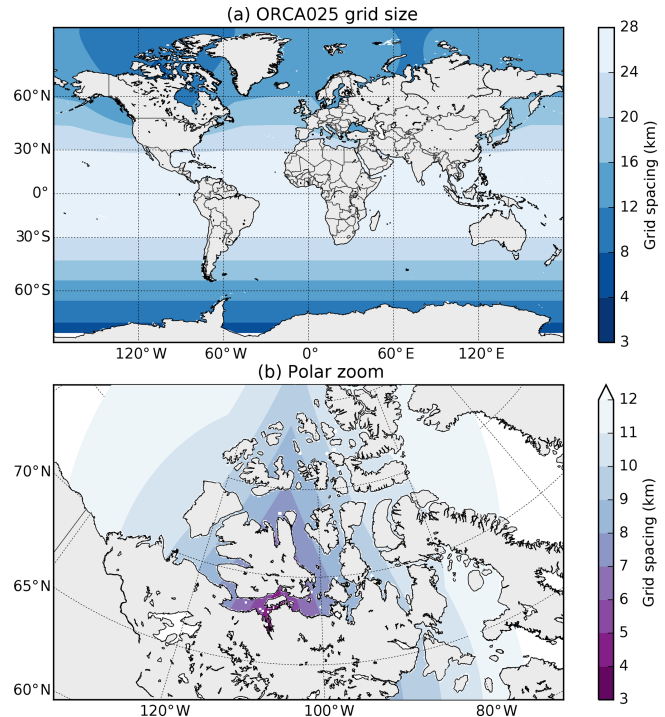 (a) ORCA025 grid size
60°N
30°N
0°
30°S
60°S
120°W 60°W 0° 60°E 120°E
28
24
20
16
12
8
4
3
Grid spacing (km)
(b) Polar zoom
70°N
65°N
60°N
120°W 100°W 80°W
12
11
10
9
8
7
6
5
4
3
Grid spacing (km)